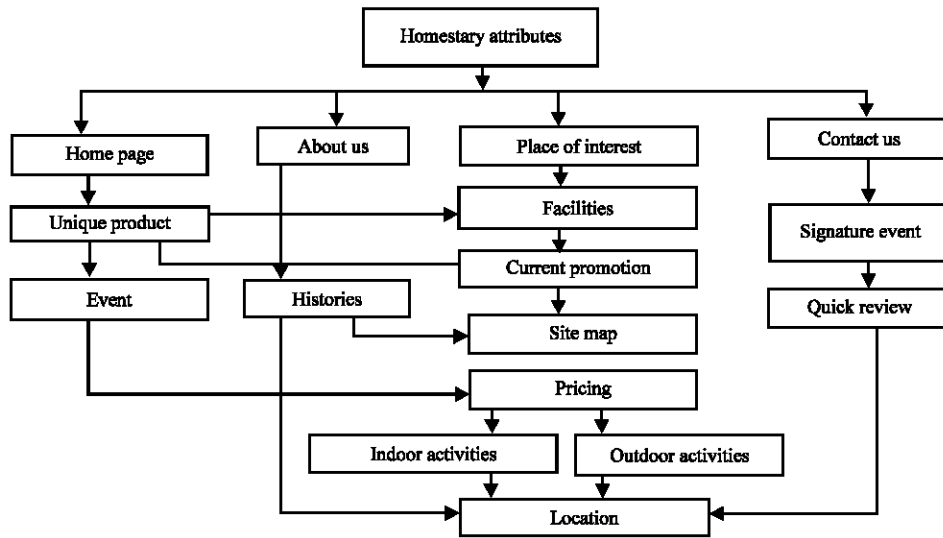 Homestary attributes
Home page
About us
Place of interest
Contact us
Unique product
Facilities
Signature event
Event
Histories
Current promotion
Quick review
Site map
Pricing
Indoor activities
Outdoor activities
Location